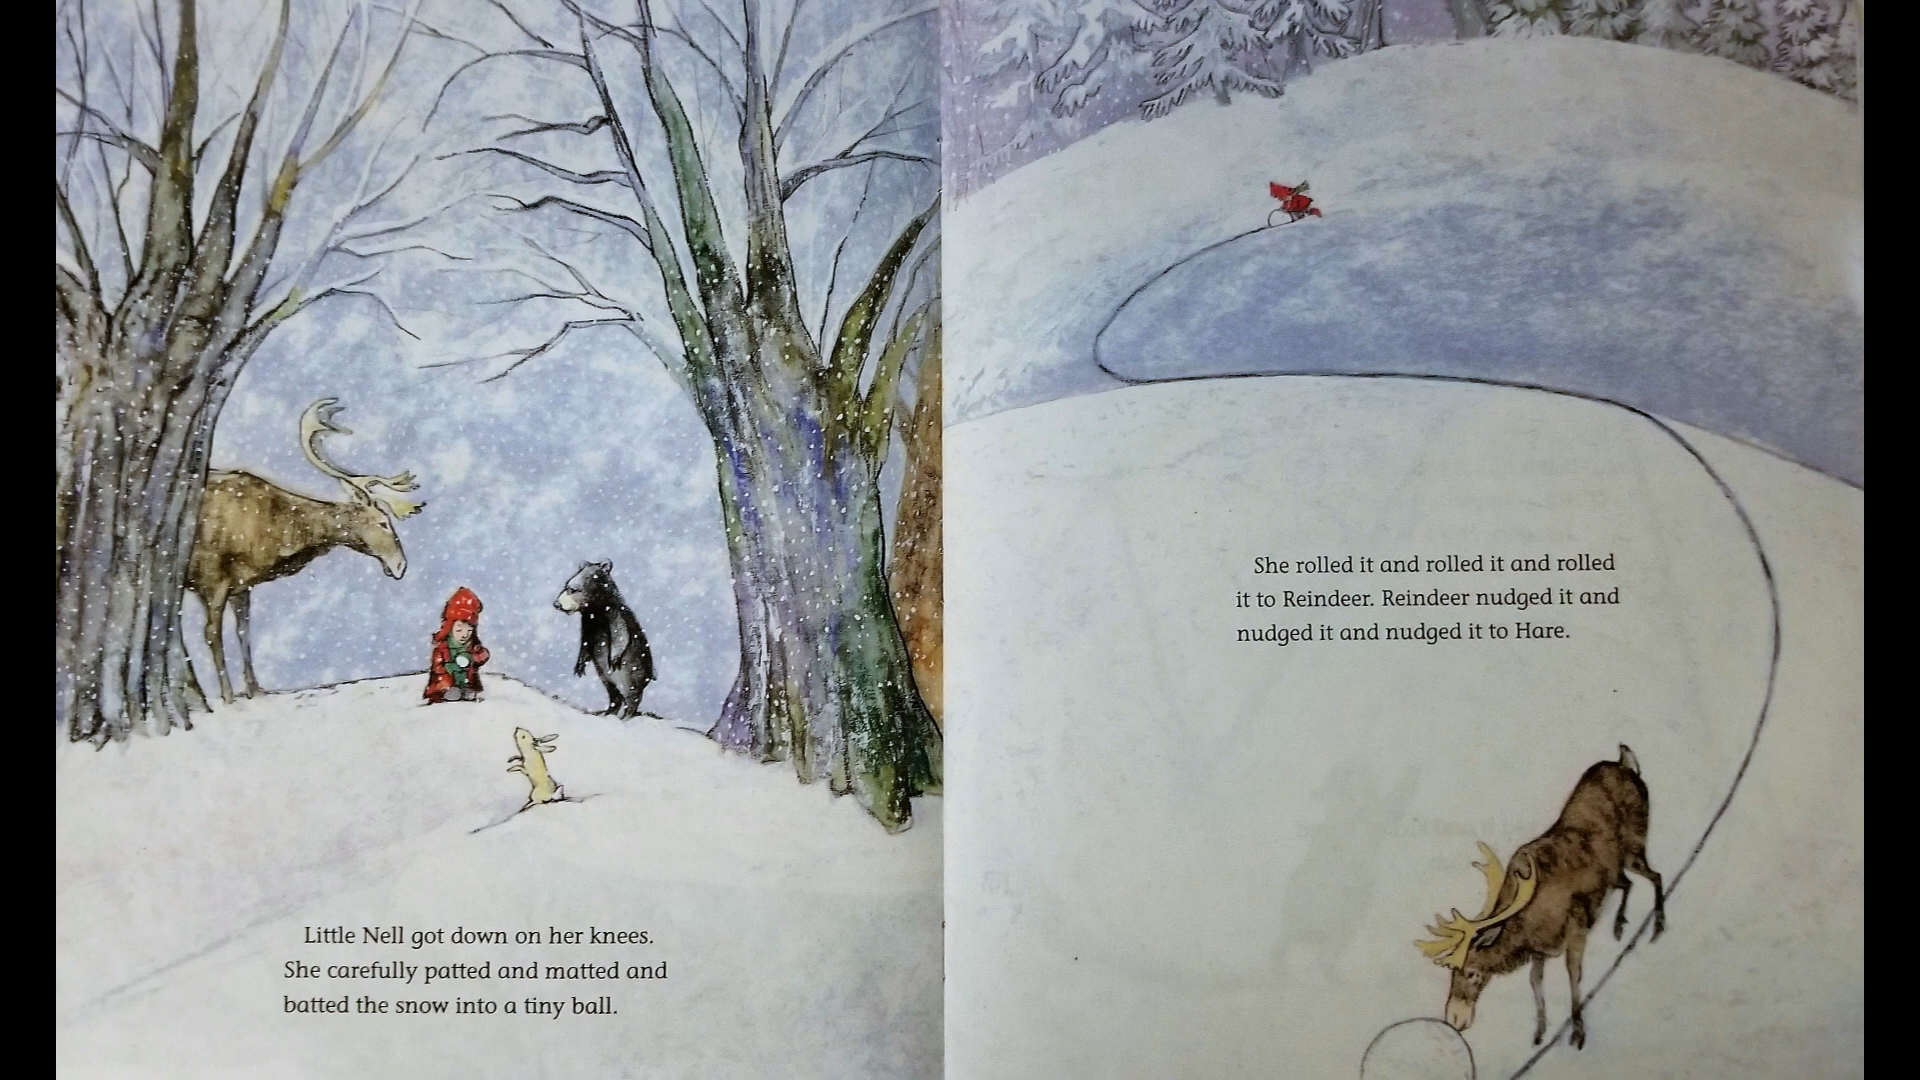 Little Nell got down on her knees.
She carefully patted and matted and
batted the snow into a tiny ball.
She rolled it and rolled it and rolled
it to Reindeer. Reindeer nudged it and
nudged it and nudged it to Hare.